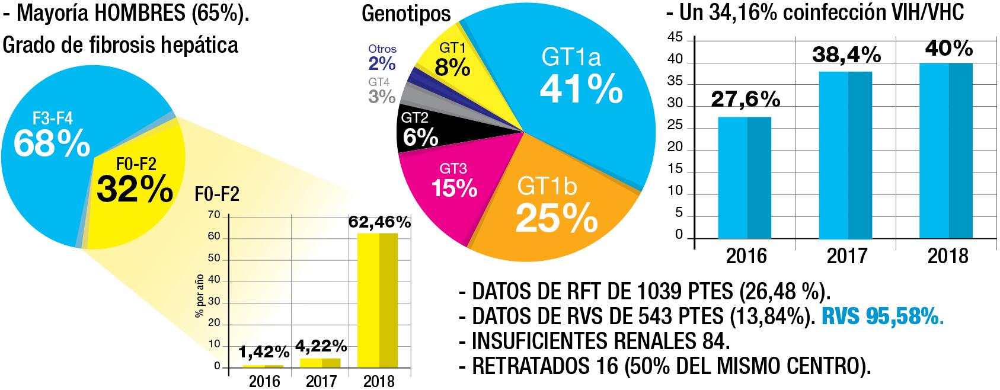 - Mayoría HOMBRES (65%).
Grado de fibrosis hepática
F3-F4
68%
F0-F2
32%
F0-F2
% por año
70
60
50
40
30
20
10
0
1,42%
4,22%
62,46%
2016
2017
2018
Genotipos
GT1a
41%
GT1b
25%
GT3
15%
GT2
6%
GT4
3%
Otros
2%
GT1
8%
- Un 34,16% coinfección VIH/VHC
45
40
35
30
25
20
15
10
5
0
27,6%
38,4%
40%
2016
2017
2018
- DATOS DE RFT DE 1039 PTES (26,48 %).
- DATOS DE RVS DE 543 PTES (13,84%). RVS 95,58%.
- INSUFICIENTES RENALES 84.
- RETRATADOS 16 (50% DEL MISMO CENTRO).